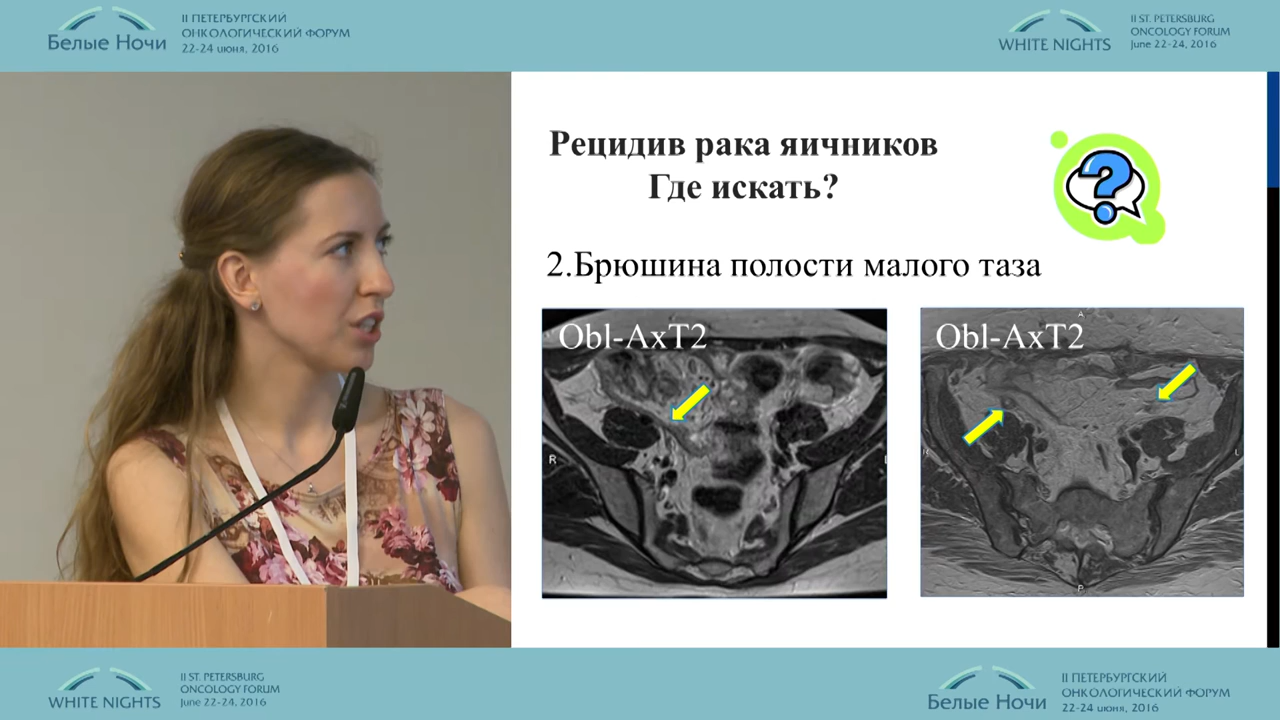 Белые Ночи
II ПЕТЕРБУРГСКИЙ
ОНКОЛОГИЧЕСКИЙ ФОРУМ
22-24 июня, 2016
WHITE NIGHTS
II ST. PETERSBURG
ONCOLOGY FORUM
June 22-24, 2016
Рецидив рака яичников
Где искать?
2.Брюшина полости малого таза
Obl-AxT2
R
Obl-AxT2
A
P
WHITE NIGHTS
II ST. PETERSBURG
ONCOLOGY FORUM
June 22-24, 2016
Белые Ночи
II ПЕТЕРБУРГСКИЙ
ОНКОЛОГИЧЕСКИЙ ФОРУМ
22-24 июня, 2016